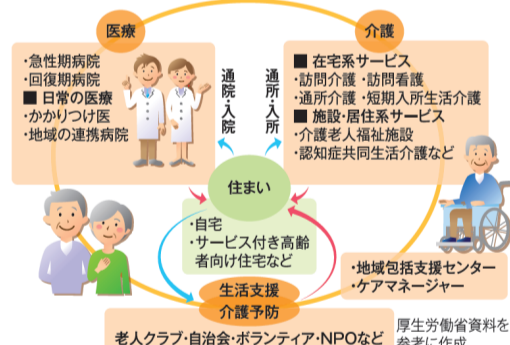 医療
・急性期病院
・回復期病院
■ 日常の医療
・かかりつけ医
・地域の連携病院
通院・入院
通所・入所
介護
■ 在宅系サービス
・訪問介護 ・訪問看護
・通所介護 ・短期入所生活介護
■ 施設・居住系サービス
・介護老人福祉施設
・認知症共同生活介護など
住まい
・自宅
・サービス付き高齢
者向け住宅など
・地域包括支援センター
・ケアマネージャー
生活支援
介護予防
老人クラブ・自治会・ボランティア・NPOなど
厚生労働省資料を
参考に作成